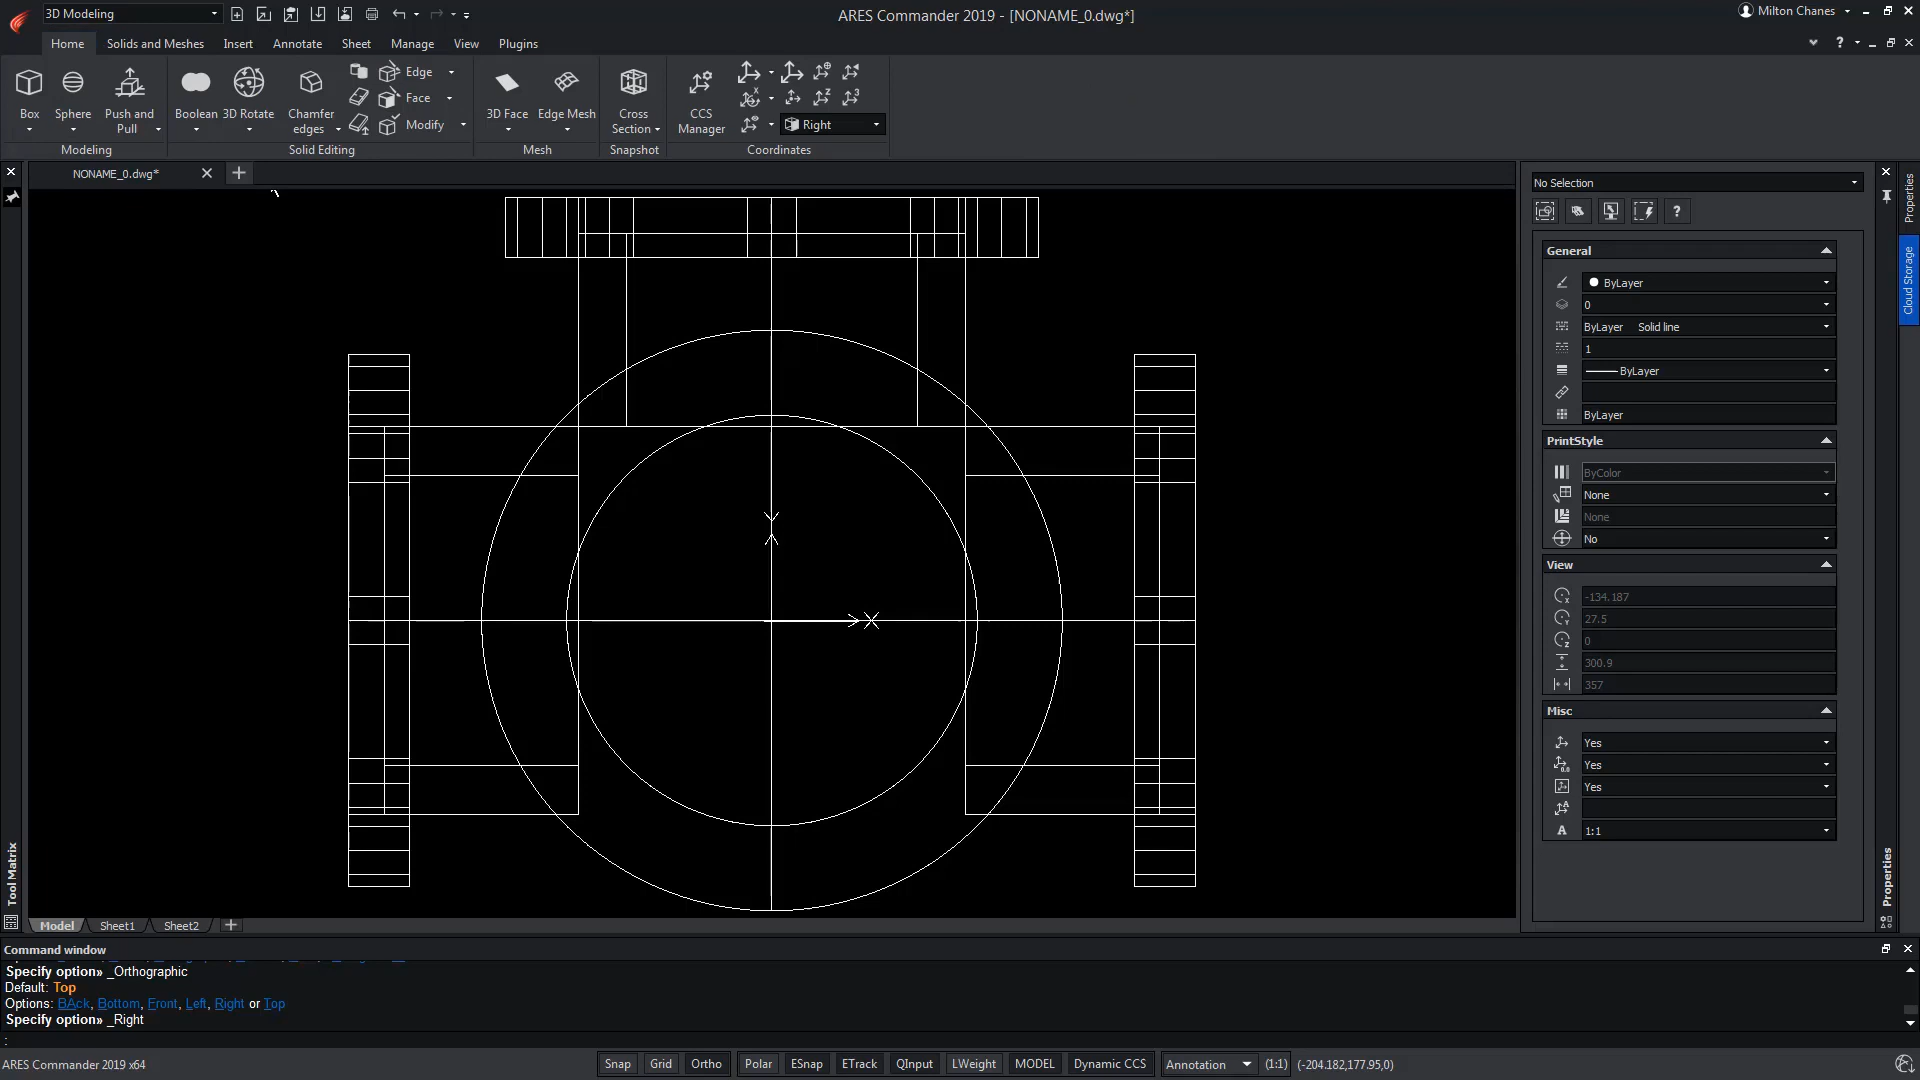 3D Modeling
ARES Commander 2019 - [NONAME_0.dwg*]
Milton Chanes
Home
Solids and Meshes
Insert
Annotate
Sheet
Manage
View
Plugins
Box
Sphere
Push and Pull
Boolean
3D Rotate
Chamfer edges
Edge
Face
Modify
3D Face
Edge Mesh
Cross Section
CCS Manager
Right
Modeling
Solid Editing
Mesh
Snapshot
Coordinates
NONAME_0.dwg*
No Selection
General
ByLayer
0
ByLayer Solid line
1
ByLayer
ByLayer
PrintStyle
ByColor
None
None
No
View
-134.187
27.5
0
300.9
357
Misc
Yes
Yes
Yes
1:1
Properties
Cloud Storage
Properties
Tool Matrix
Y
X
Model
Sheet1
Sheet2
Command window
Specify option» _Orthographic
Default: Top
Options: BAck, Bottom, Front, Left, Right or Top
Specify option» _Right
:
ARES Commander 2019 x64
Snap
Grid
Ortho
Polar
ESnap
ETrack
QInput
LWeight
MODEL
Dynamic CCS
Annotation
(1:1)
(-204.182,177.95,0)